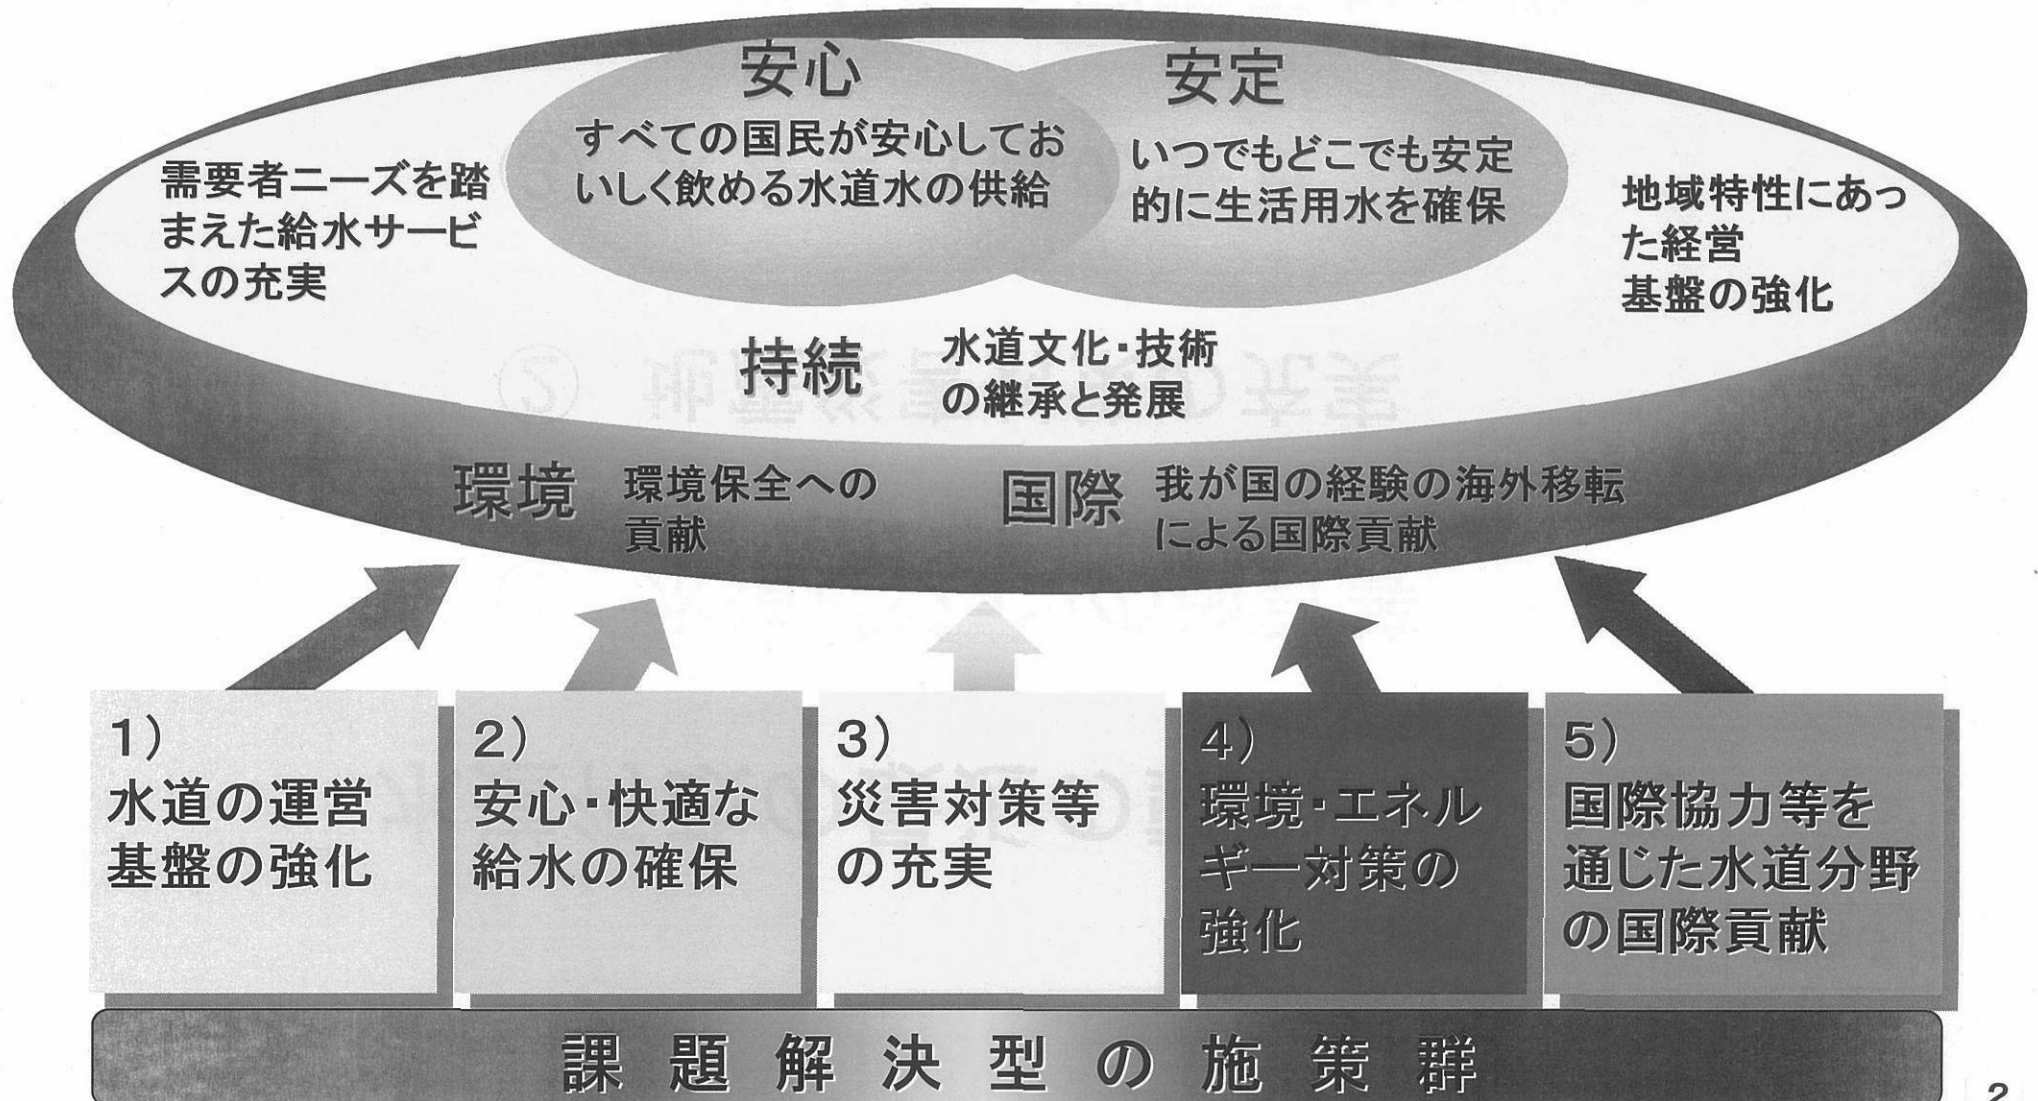 安心
すべての国民が安心してお
いしく飲める水道水の供給
安定
いつでもどこでも安定
的に生活用水を確保
需要者ニーズを踏
まえた給水サービ
スの充実
地域特性にあっ
た経営
基盤の強化
持続
水道文化・技術
の継承と発展
環境
環境保全への
貢献
国際
我が国の経験の海外移転
による国際貢献
1)
水道の運営
基盤の強化
2)
安心・快適な
給水の確保
3)
災害対策等
の充実
4)
環境・エネル
ギー対策の
強化
5)
国際協力等を
通じた水道分野
の国際貢献
課題解決型の施策群
2